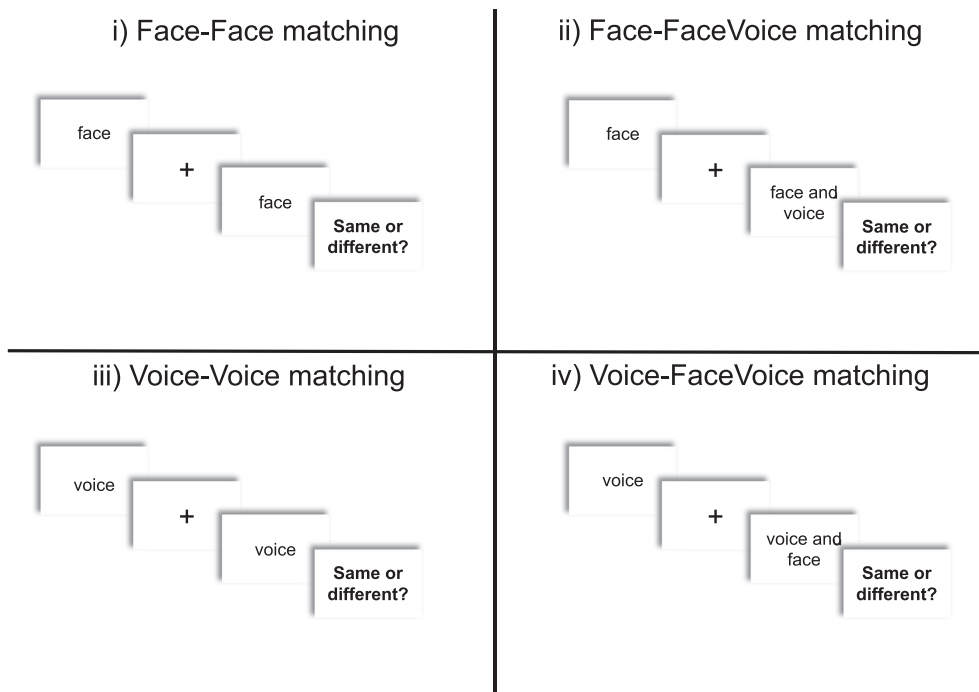 i) Face-Face matching
face
+
face
Same or
different?
ii) Face-FaceVoice matching
face
+
face and
voice
Same or
different?
iii) Voice-Voice matching
voice
+
voice
Same or
different?
iv) Voice-FaceVoice matching
voice
+
voice and
face
Same or
different?